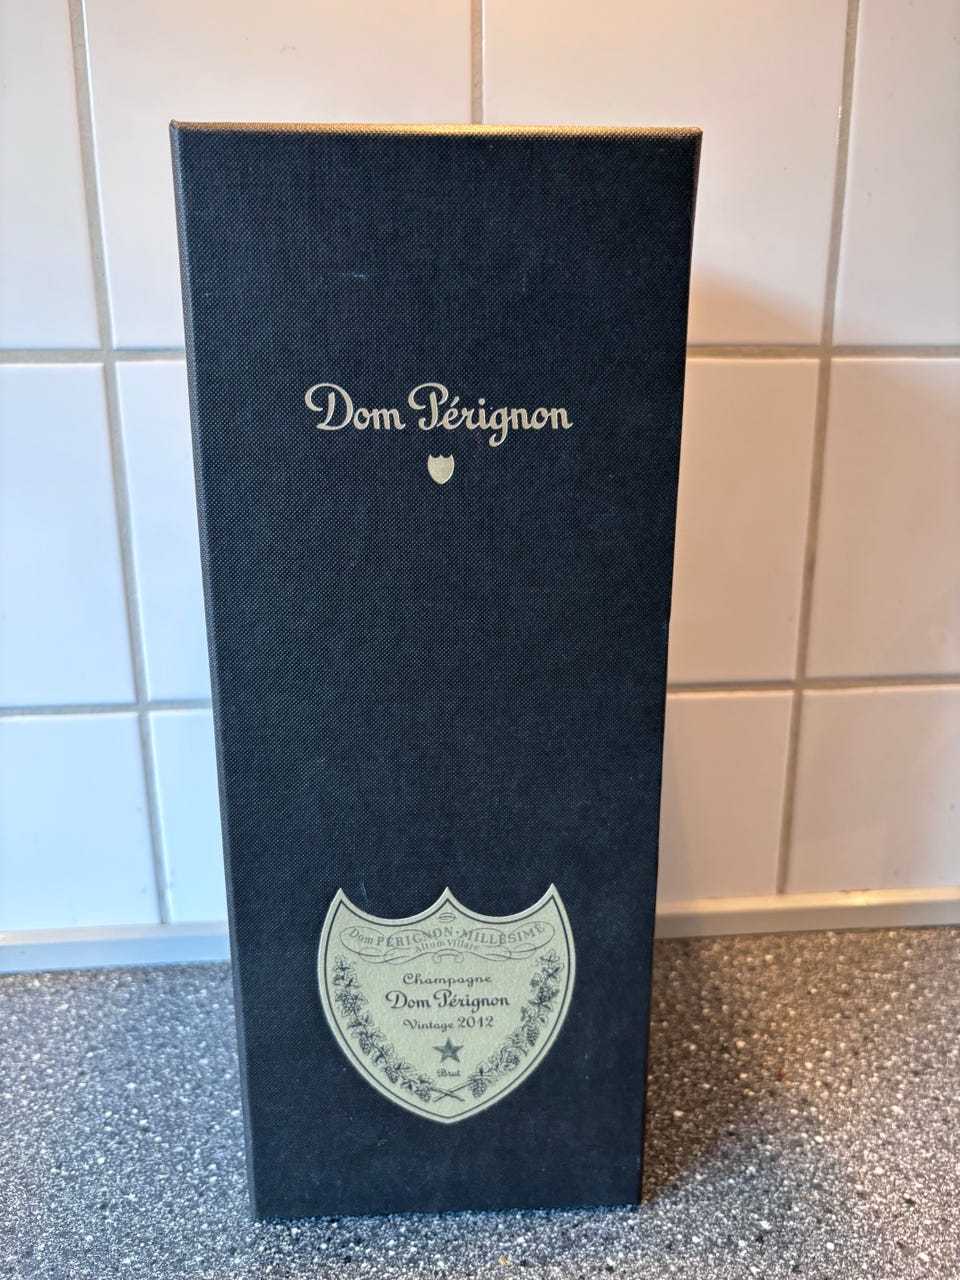 Dom Pérignon
Dom PÉRIGNON-MILLÉSIME
Altum Villare
Champagne
Dom Pérignon
Vintage 2012
Brut